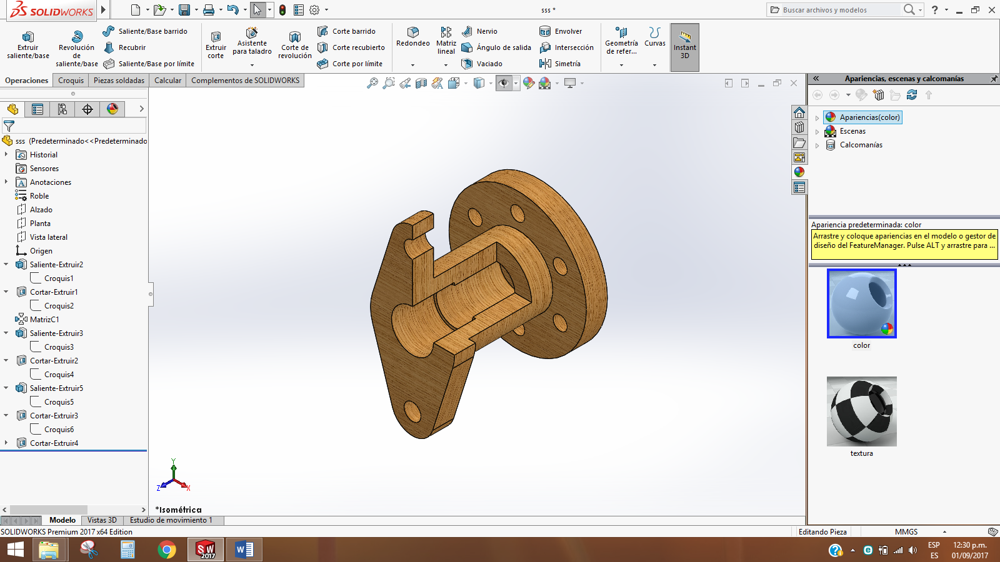 SOLIDWORKS
sss *
Buscar archivos y modelos
?
Extruir saliente/base
Revolución de saliente/base
Saliente/Base barrido
Recubrir
Saliente/Base por límite
Extruir corte
Asistente para taladro
Corte de revolución
Corte barrido
Corte recubierto
Corte por límite
Redondeo
Matriz lineal
Nervio
Ángulo de salida
Vaciado
Envolver
Intersección
Simetría
Geometría de refer...
Curvas
Instant 3D
Operaciones
Croquis
Piezas soldadas
Calcular
Complementos de SOLIDWORKS
sss (Predeterminado<<Predeterminado
Historial
Sensores
Anotaciones
Roble
Alzado
Planta
Vista lateral
Origen
Saliente-Extruir2
Croquis1
Cortar-Extruir1
Croquis2
MatrizC1
Saliente-Extruir3
Croquis3
Cortar-Extruir2
Croquis4
Saliente-Extruir5
Croquis5
Cortar-Extruir3
Croquis6
Cortar-Extruir4
Y
Z
X
*Isométrica
Apariencias, escenas y calcomanías
Apariencias(color)
Escenas
Calcomanías
Apariencia predeterminada: color
Arrastre y coloque apariencias en el modelo o gestor de
diseño del FeatureManager. Pulse ALT y arrastre para ...
color
textura
Modelo
Vistas 3D
Estudio de movimiento 1
SOLIDWORKS Premium 2017 x64 Edition
Editando Pieza
MMGS
SW
2017
ESP
ES
12:30 p.m.
01/09/2017